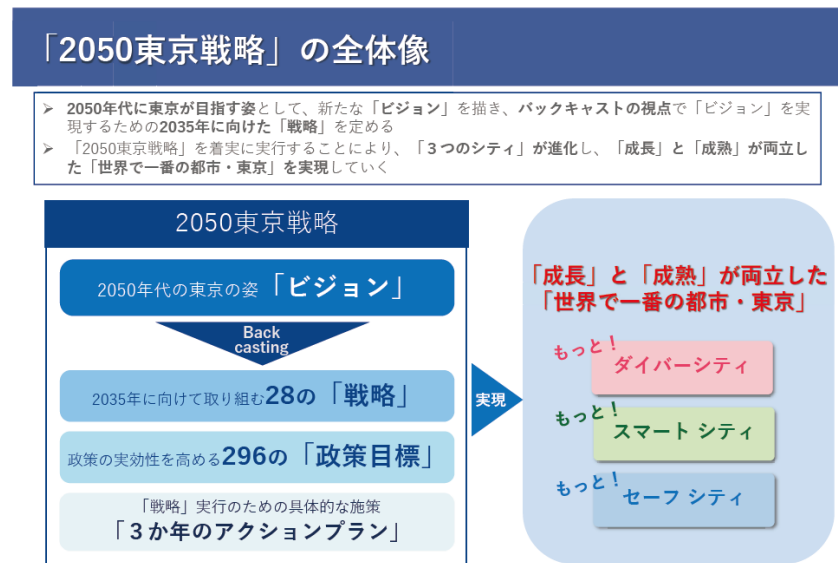 「2050東京戦略」の全体像
➢ 2050年代に東京が目指す姿として、新たな「ビジョン」を描き、バックキャストの視点で「ビジョン」を実
現するための2035年に向けた「戦略」を定める
➢ 「2050東京戦略」を着実に実行することにより、「３つのシティ」が進化し、「成長」と「成熟」が両立し
た「世界で一番の都市・東京」を実現していく
2050東京戦略
2050年代の東京の姿「ビジョン」
Back
casting
2035年に向けて取り組む28の「戦略」
政策の実効性を高める296の「政策目標」
「戦略」実行のための具体的な施策
「３か年のアクションプラン」
実現
「成長」と「成熟」が両立した
「世界で一番の都市・東京」
もっと！
ダイバーシティ
もっと！
スマート シティ
もっと！
セーフ シティ